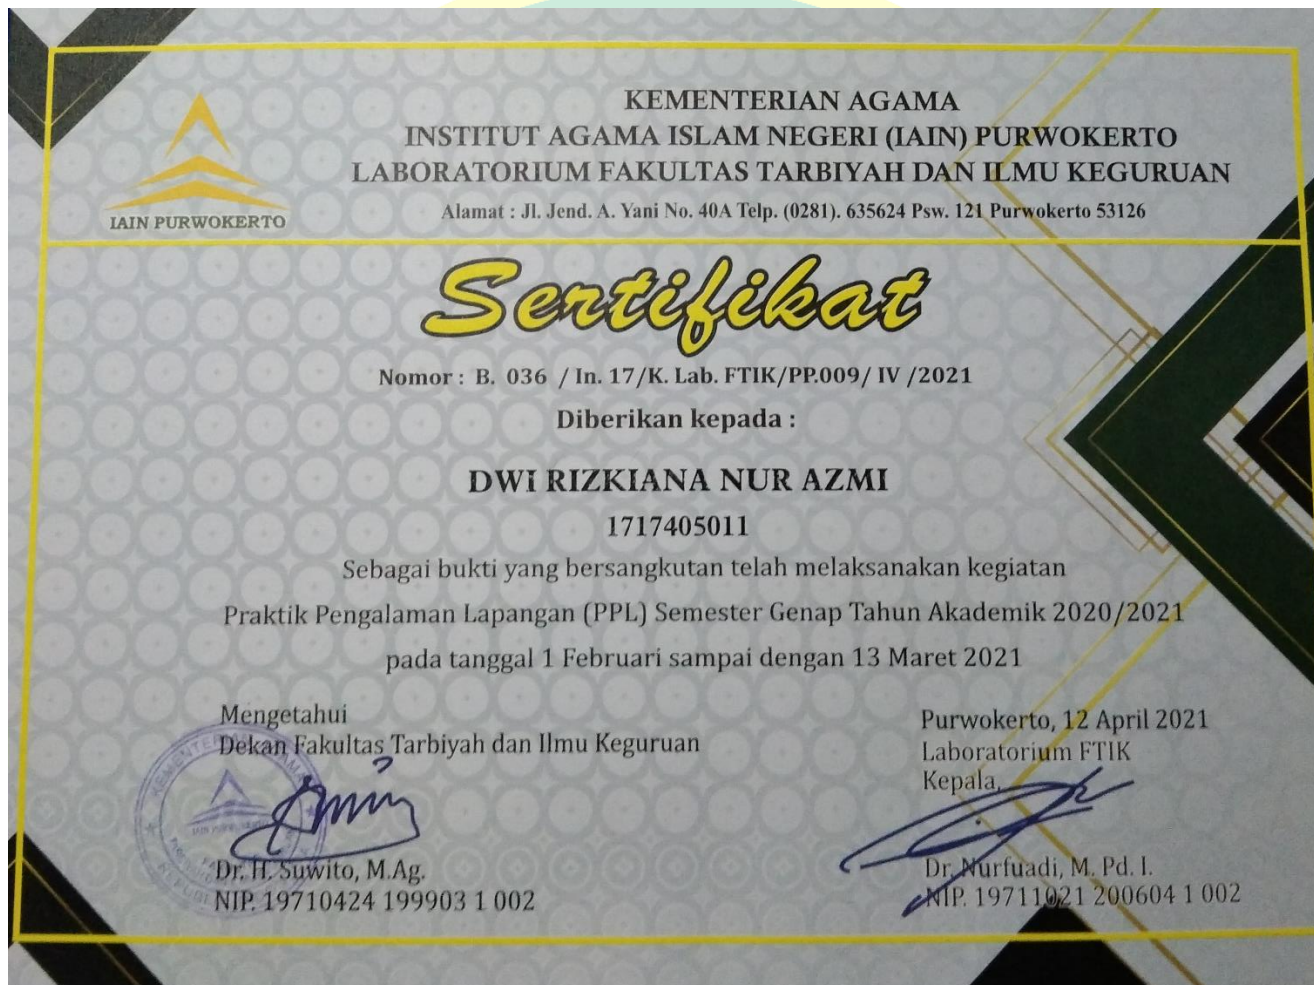 KEMENTERIAN AGAMA
INSTITUT AGAMA ISLAM NEGERI (IAIN) PURWOKERTO
LABORATORIUM FAKULTAS TARBIYAH DAN ILMU KEGURUAN
Alamat : Jl. Jend. A. Yani No. 40A Telp. (0281). 635624 Psw. 121 Purwokerto 53126
IAIN PURWOKERTO
Sertifikat
Nomor : B. 036 / In. 17/K. Lab. FTIK/PP.009/ IV /2021
Diberikan kepada :
DWI RIZKIANA NUR AZMI
1717405011
Sebagai bukti yang bersangkutan telah melaksanakan kegiatan
Praktik Pengalaman Lapangan (PPL) Semester Genap Tahun Akademik 2020/2021
pada tanggal 1 Februari sampai dengan 13 Maret 2021
Mengetahui
Dekan Fakultas Tarbiyah dan Ilmu Keguruan
KEMENTERIAN AGAMA
IAIN PURWOKERTO
Dr. H. Suwito, M.Ag.
NIP. 19710424 199903 1 002
Purwokerto, 12 April 2021
Laboratorium FTIK
Kepala,
Dr. Nurfuadi, M. Pd. I.
NIP. 19711021 200604 1 002